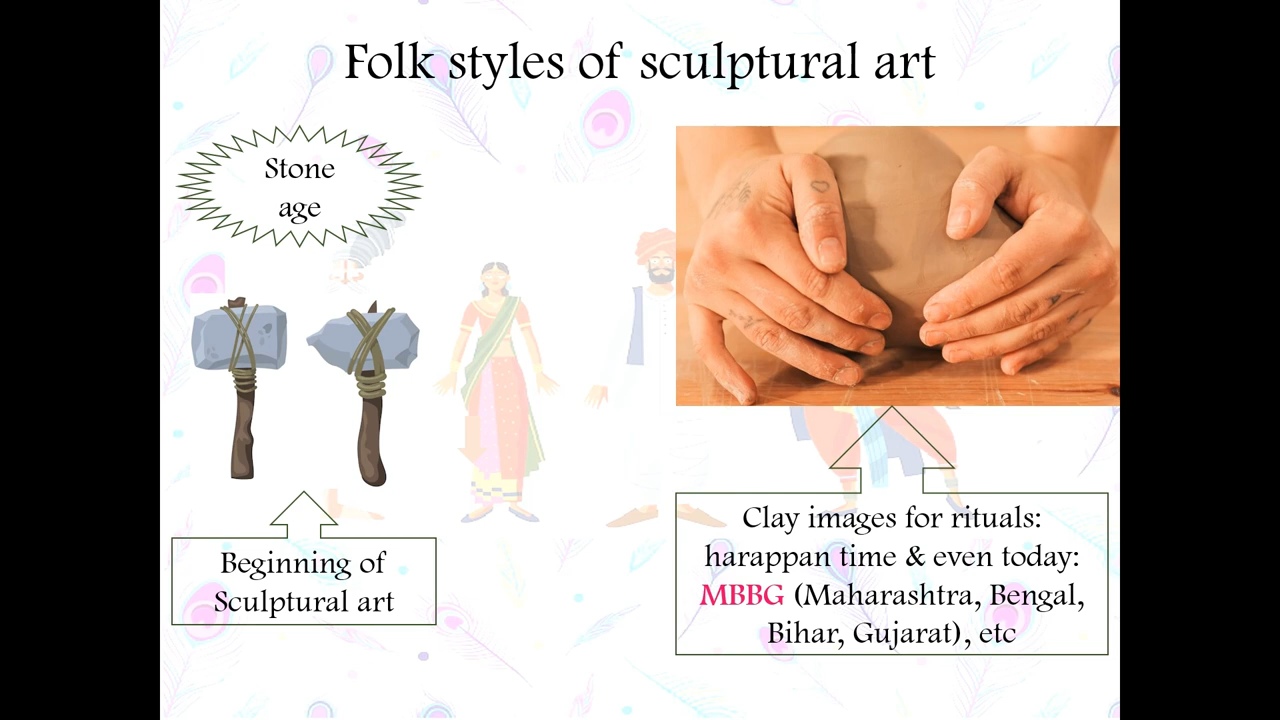 Folk styles of sculptural art
Stone
age
Beginning of
Sculptural art
Clay images for rituals:
harappan time & even today:
MBBG (Maharashtra, Bengal,
Bihar, Gujarat), etc